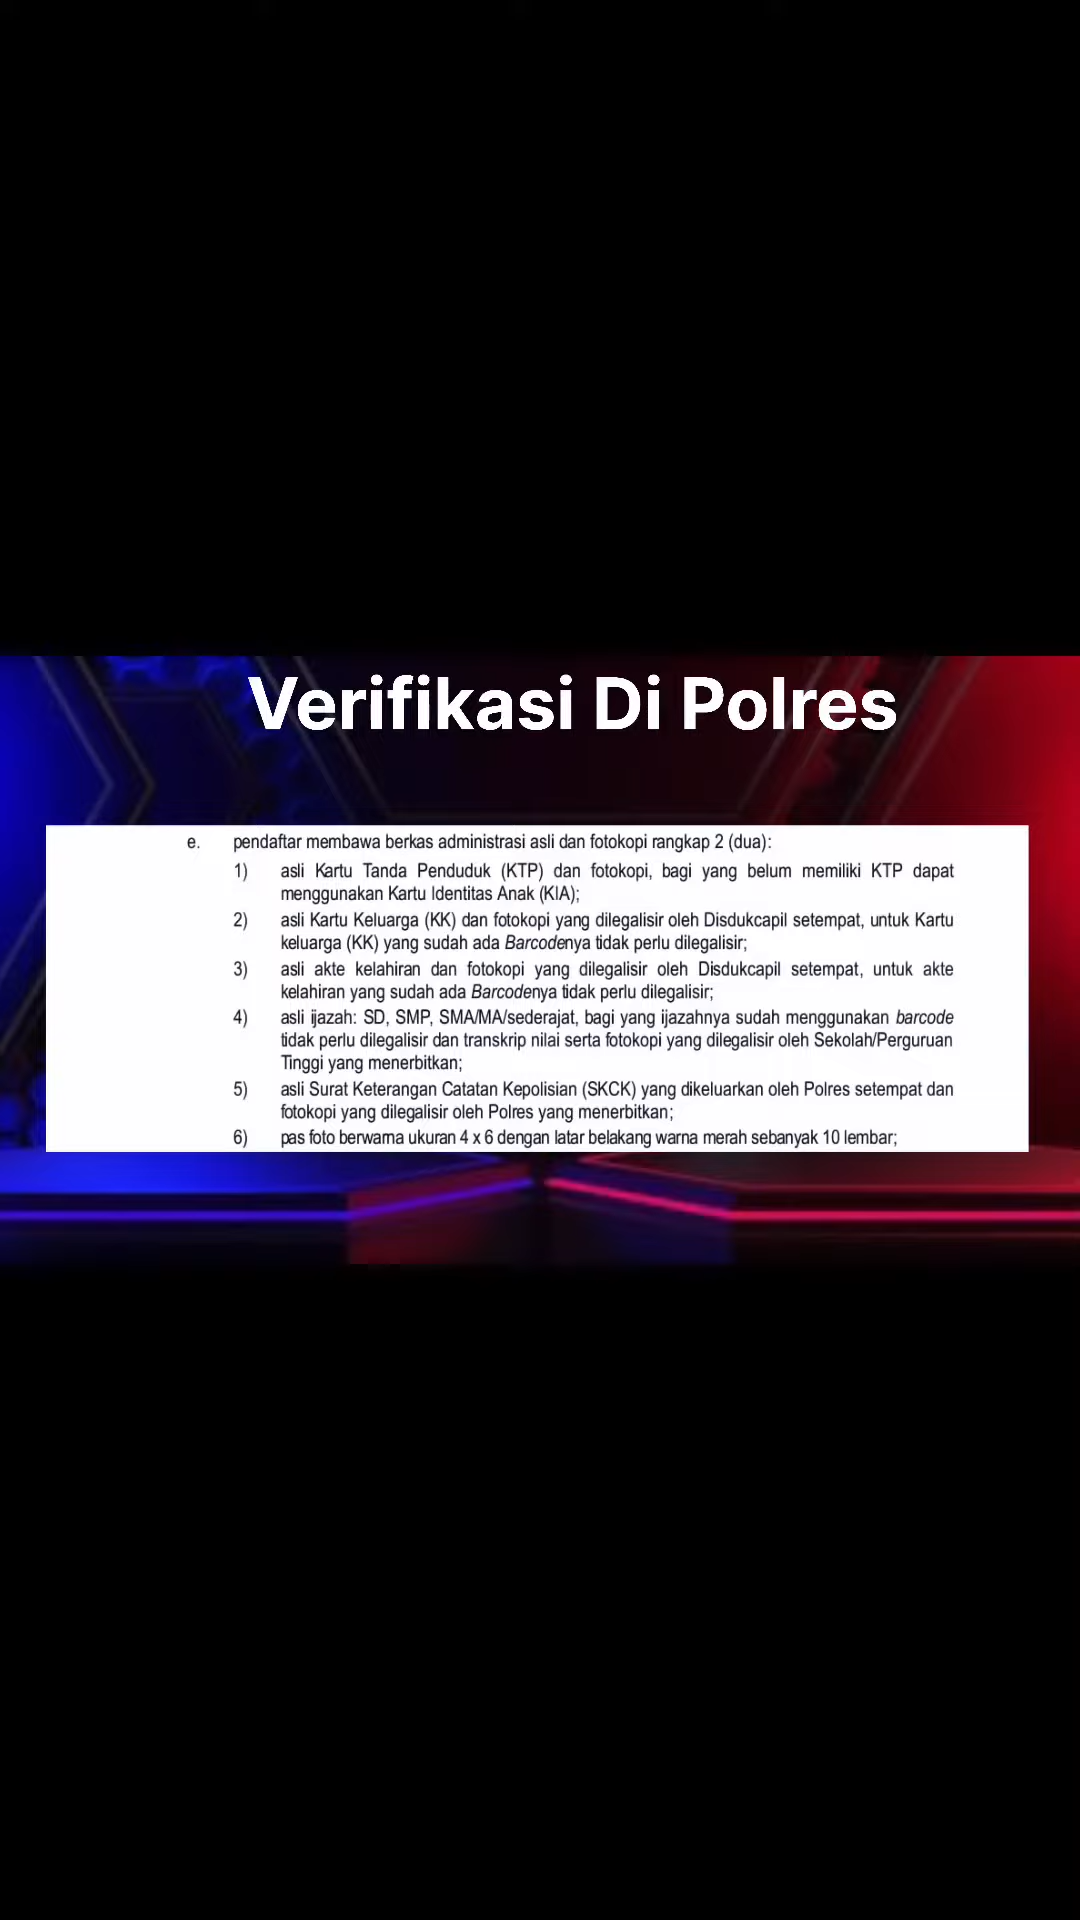 Verifikasi Di Polres
e. pendaftar membawa berkas administrasi asli dan fotokopi rangkap 2 (dua):
1) asli Kartu Tanda Penduduk (KTP) dan fotokopi, bagi yang belum memiliki KTP dapat
menggunakan Kartu Identitas Anak (KIA);
2) asli Kartu Keluarga (KK) dan fotokopi yang dilegalisir oleh Disdukcapil setempat, untuk Kartu
keluarga (KK) yang sudah ada Barcodenya tidak perlu dilegalisir;
3) asli akte kelahiran dan fotokopi yang dilegalisir oleh Disdukcapil setempat, untuk akte
kelahiran yang sudah ada Barcodenya tidak perlu dilegalisir;
4) asli ijazah: SD, SMP, SMA/MA/sederajat, bagi yang ijazahnya sudah menggunakan barcode
tidak perlu dilegalisir dan transkrip nilai serta fotokopi yang dilegalisir oleh Sekolah/Perguruan
Tinggi yang menerbitkan;
5) asli Surat Keterangan Catatan Kepolisian (SKCK) yang dikeluarkan oleh Polres setempat dan
fotokopi yang dilegalisir oleh Polres yang menerbitkan;
6) pas foto berwarna ukuran 4 x 6 dengan latar belakang warna merah sebanyak 10 lembar;